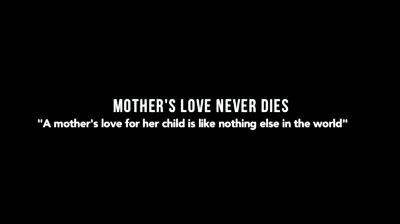 MOTHER'S LOVE NEVER DIES
"A mother's love for her child is like nothing else in the world"